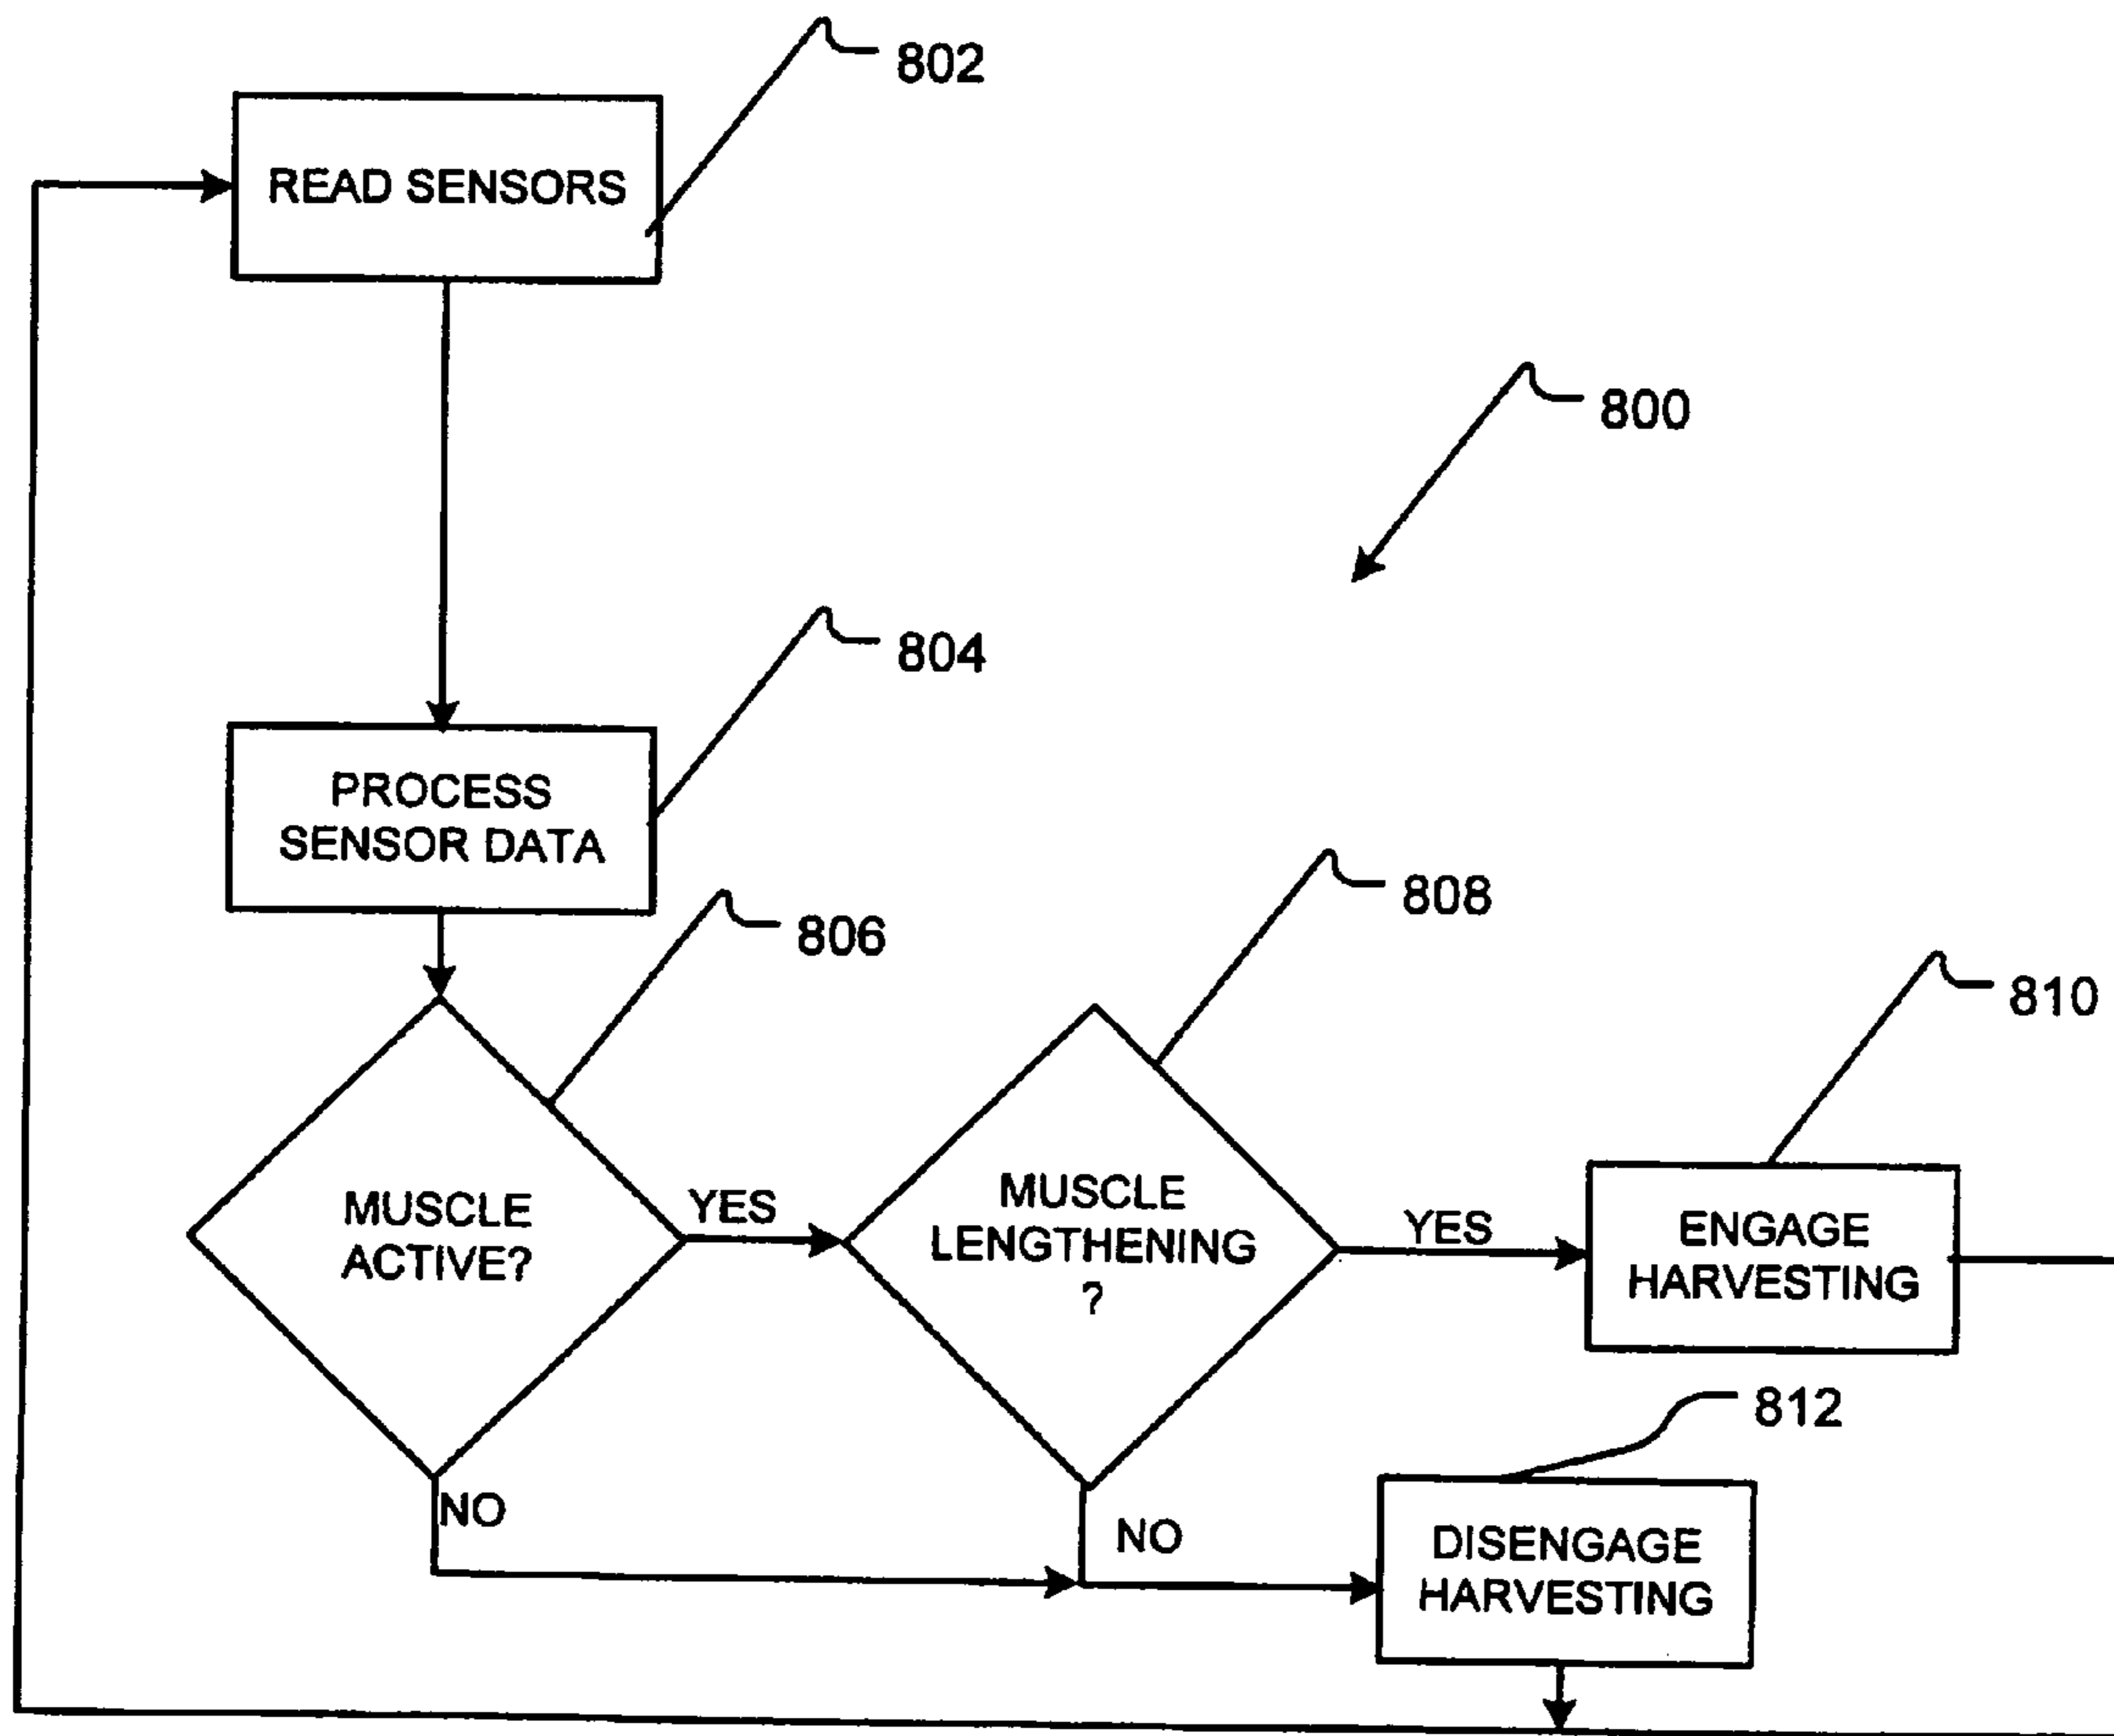 802
READ SENSORS
800
804
PROCESS
SENSOR DATA
806
808
810
MUSCLE
ACTIVE?
YES
MUSCLE
LENGTHENING
?
YES
ENGAGE
HARVESTING
812
NO
NO
DISENGAGE
HARVESTING